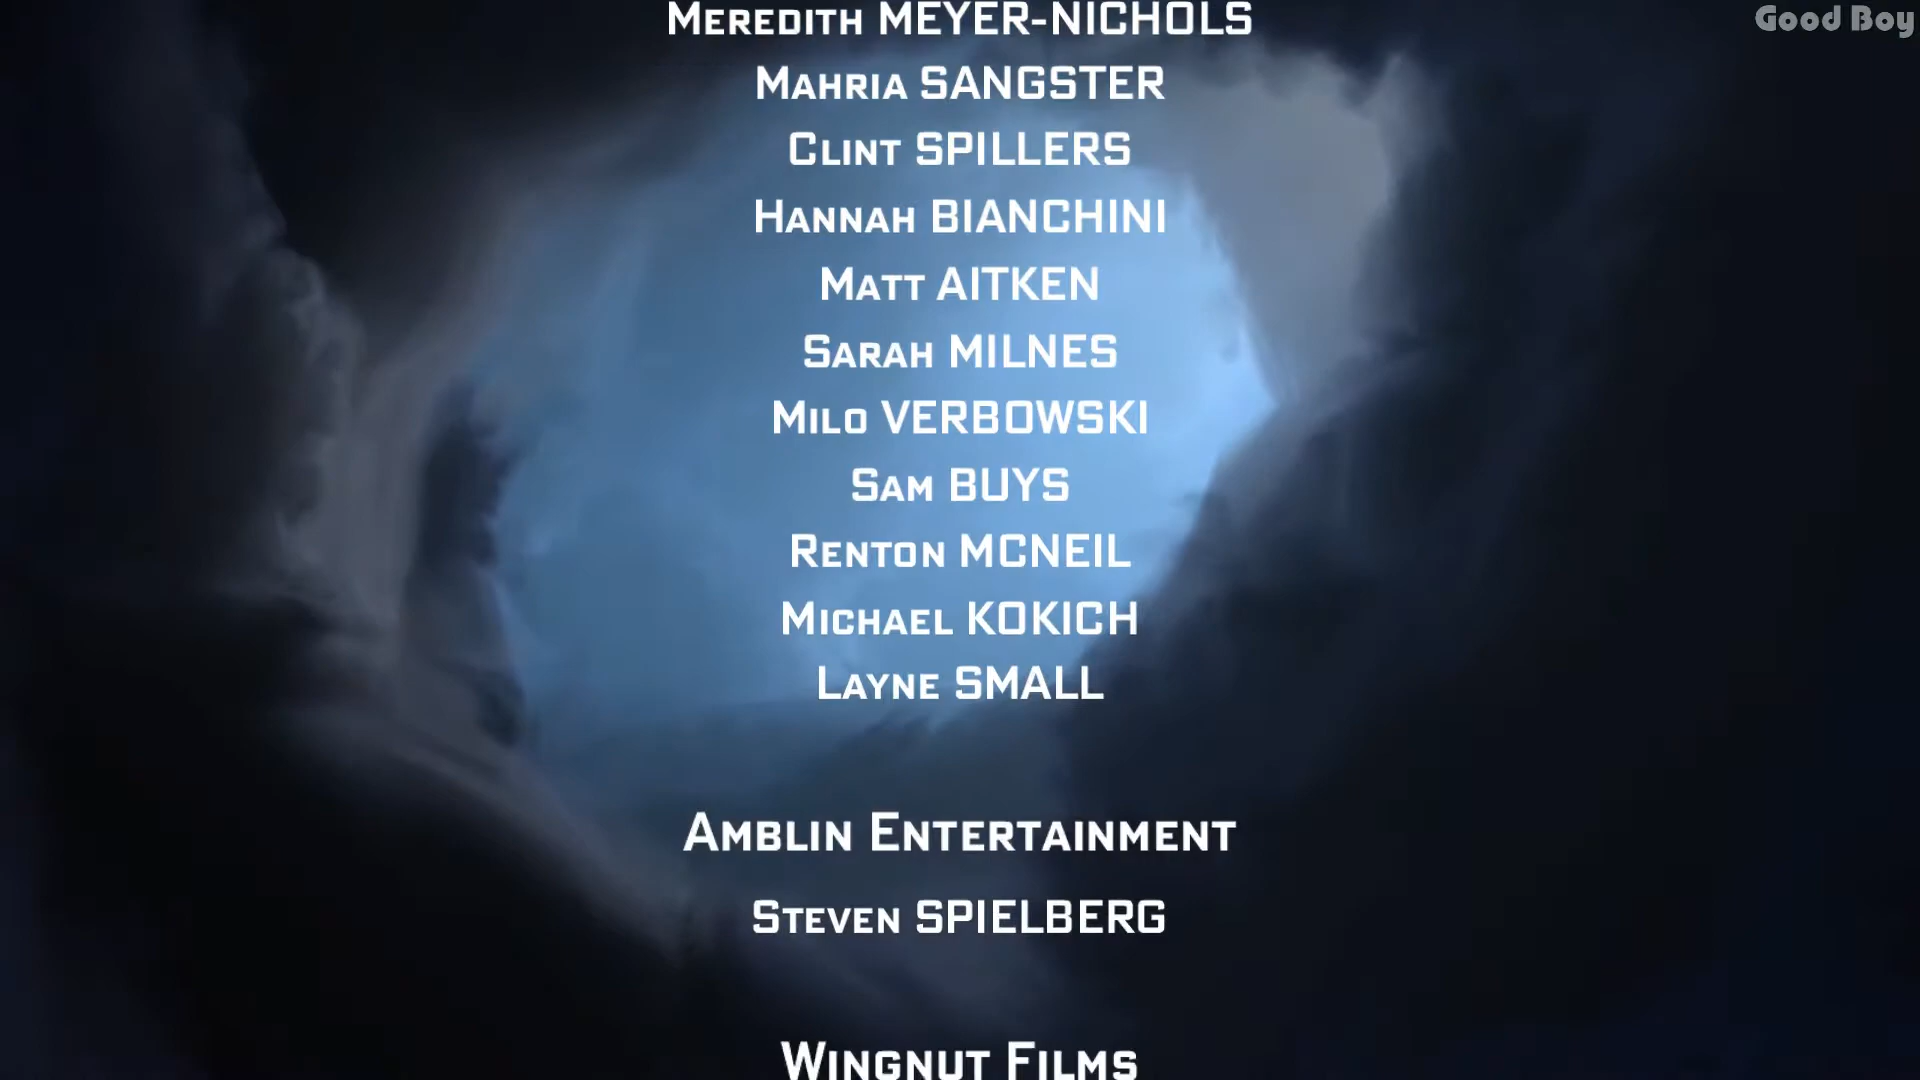 Good Boy
Meredith MEYER-NICHOLS
Mahria SANGSTER
Clint SPILLERS
Hannah BIANCHINI
Matt AITKEN
Sarah MILNES
Milo VERBOWSKI
Sam BUYS
Renton MCNEIL
Michael KOKICH
Layne SMALL
Amblin Entertainment
Steven SPIELBERG
Wingnut Films